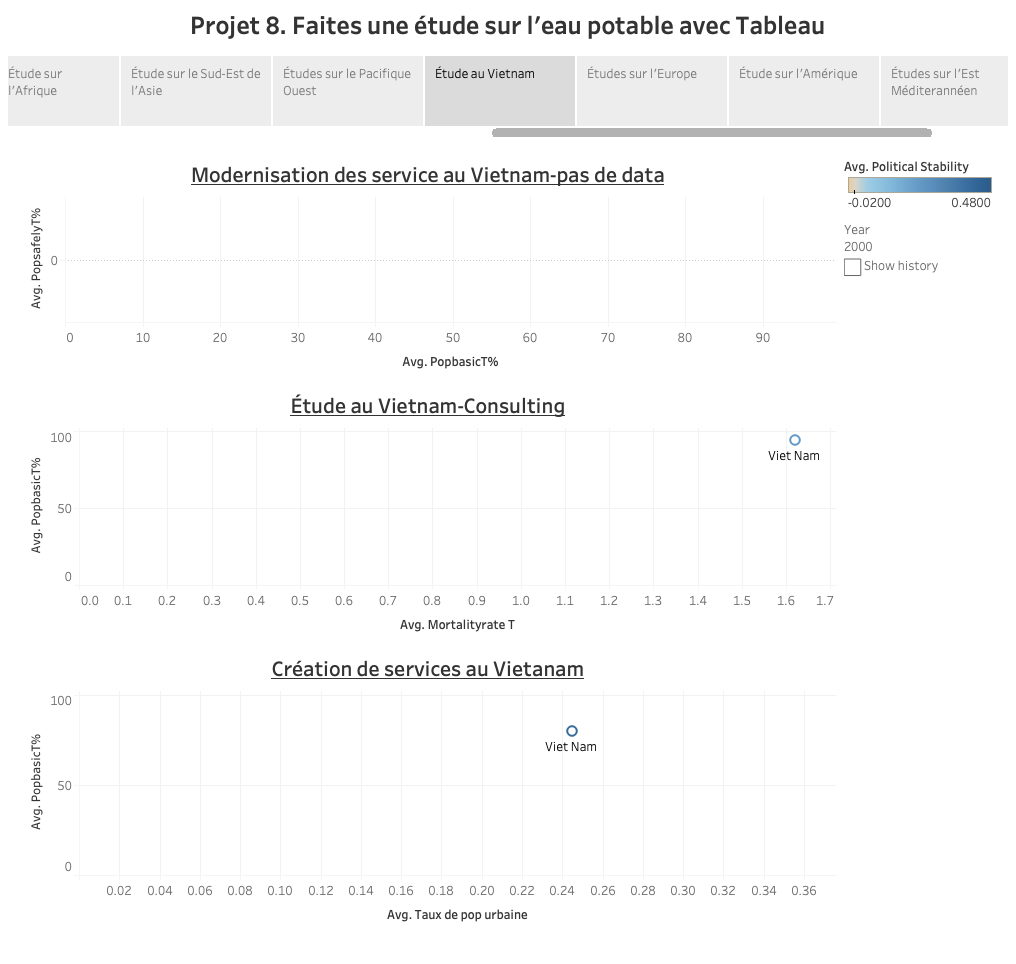 Projet 8. Faites une étude sur l'eau potable avec Tableau
Étude sur
l'Afrique
Étude sur le Sud-Est de
l'Asie
Études sur le Pacifique
Ouest
Étude au Vietnam
Études sur l'Europe
Étude sur l'Amérique
Études sur l'Est
Méditerannéen
Modernisation des service au Vietnam-pas de data
Avg. PopsafelyT%
0
0 10 20 30 40 50 60 70 80 90
Avg. PopbasicT%
Avg. Political Stability
-0.0200 0.4800
Year
2000
Show history
Étude au Vietnam-Consulting
Avg. PopbasicT%
100
50
0
Viet Nam
0.0 0.1 0.2 0.3 0.4 0.5 0.6 0.7 0.8 0.9 1.0 1.1 1.2 1.3 1.4 1.5 1.6 1.7
Avg. Mortalityrate T
Création de services au Vietanam
Avg. PopbasicT%
100
50
0
Viet Nam
0.02 0.04 0.06 0.08 0.10 0.12 0.14 0.16 0.18 0.20 0.22 0.24 0.26 0.28 0.30 0.32 0.34 0.36
Avg. Taux de pop urbaine